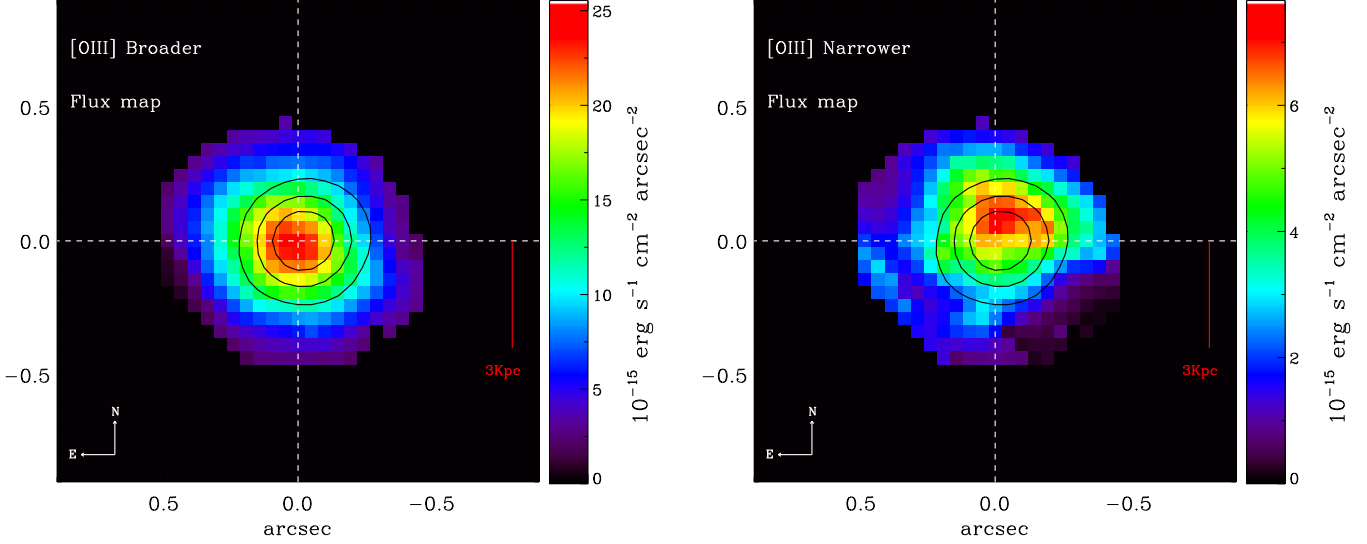 [OIII] Broader
Flux map
0.5
0.0
−0.5
0.5
0.0
−0.5
arcsec
N
E
3Kpc
25
20
15
10
5
0
10⁻¹⁵ erg s⁻¹ cm⁻² arcsec⁻²
[OIII] Narrower
Flux map
0.5
0.0
−0.5
0.5
0.0
−0.5
arcsec
N
E
3Kpc
6
4
2
0
10⁻¹⁵ erg s⁻¹ cm⁻² arcsec⁻²